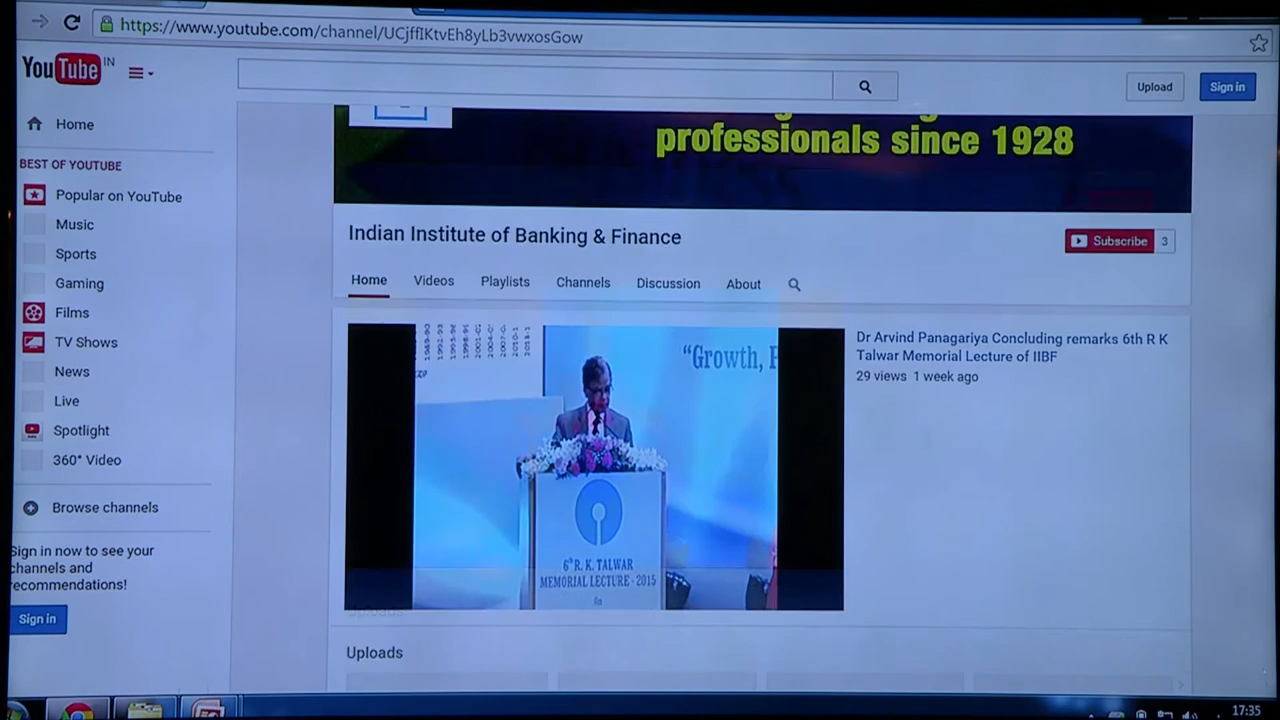 https://www.youtube.com/channel/UCjffIKtvEh8yLb3vwxosGow
YouTube IN
Upload
Sign in
Home
BEST OF YOUTUBE
Popular on YouTube
Music
Sports
Gaming
Films
TV Shows
News
Live
Spotlight
360° Video
Browse channels
Sign in now to see your
channels and
recommendations!
Sign in
professionals since 1928
Indian Institute of Banking & Finance
Subscribe 3
Home Videos Playlists Channels Discussion About
"Growth,
6th R. K. TALWAR
MEMORIAL LECTURE - 2015
Dr Arvind Panagariya Concluding remarks 6th R K
Talwar Memorial Lecture of IIBF
29 views 1 week ago
Uploads
17:35